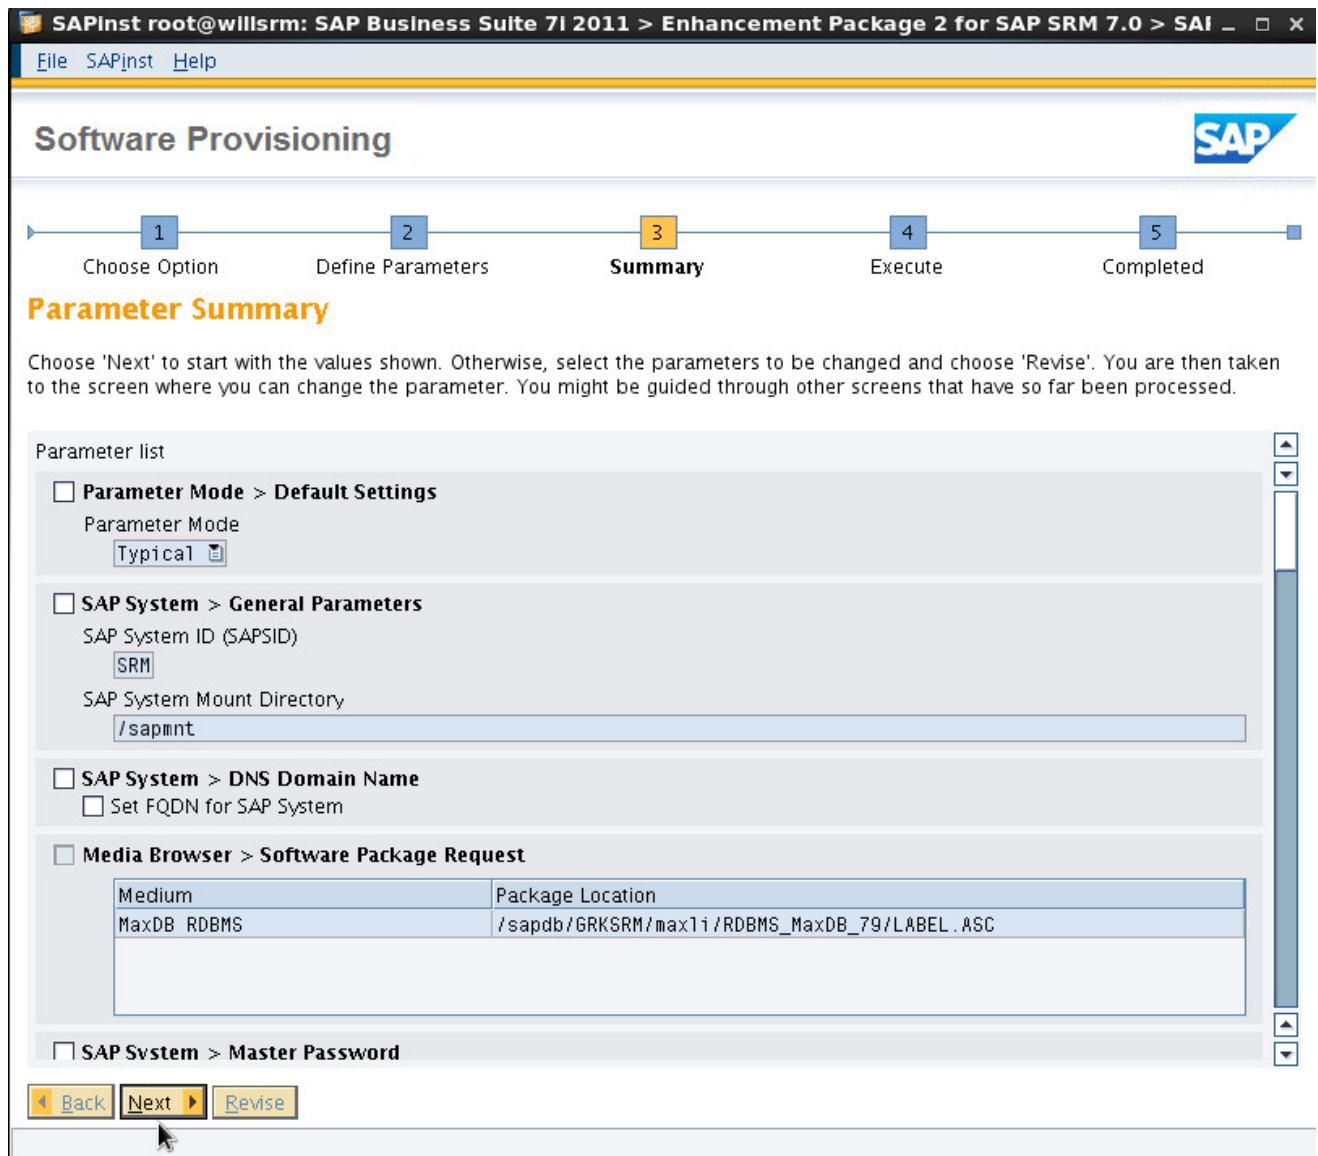 SAPinst root@willsrm: SAP Business Suite 7i 2011 > Enhancement Package 2 for SAP SRM 7.0 > SAI
File SAPinst Help
Software Provisioning
SAP
1 2 3 4 5
Choose Option Define Parameters Summary Execute Completed
Parameter Summary
Choose 'Next' to start with the values shown. Otherwise, select the parameters to be changed and choose 'Revise'. You are then taken
to the screen where you can change the parameter. You might be guided through other screens that have so far been processed.
Parameter list
Parameter Mode > Default Settings
Parameter Mode
Typical
SAP System > General Parameters
SAP System ID (SAPSID)
SRM
SAP System Mount Directory
/sapmnt
SAP System > DNS Domain Name
Set FQDN for SAP System
Media Browser > Software Package Request
Medium Package Location
MaxDB RDBMS /sapdb/GRKSRM/maxli/RDBMS_MaxDB_79/LABEL.ASC
SAP System > Master Password
Back Next Revise